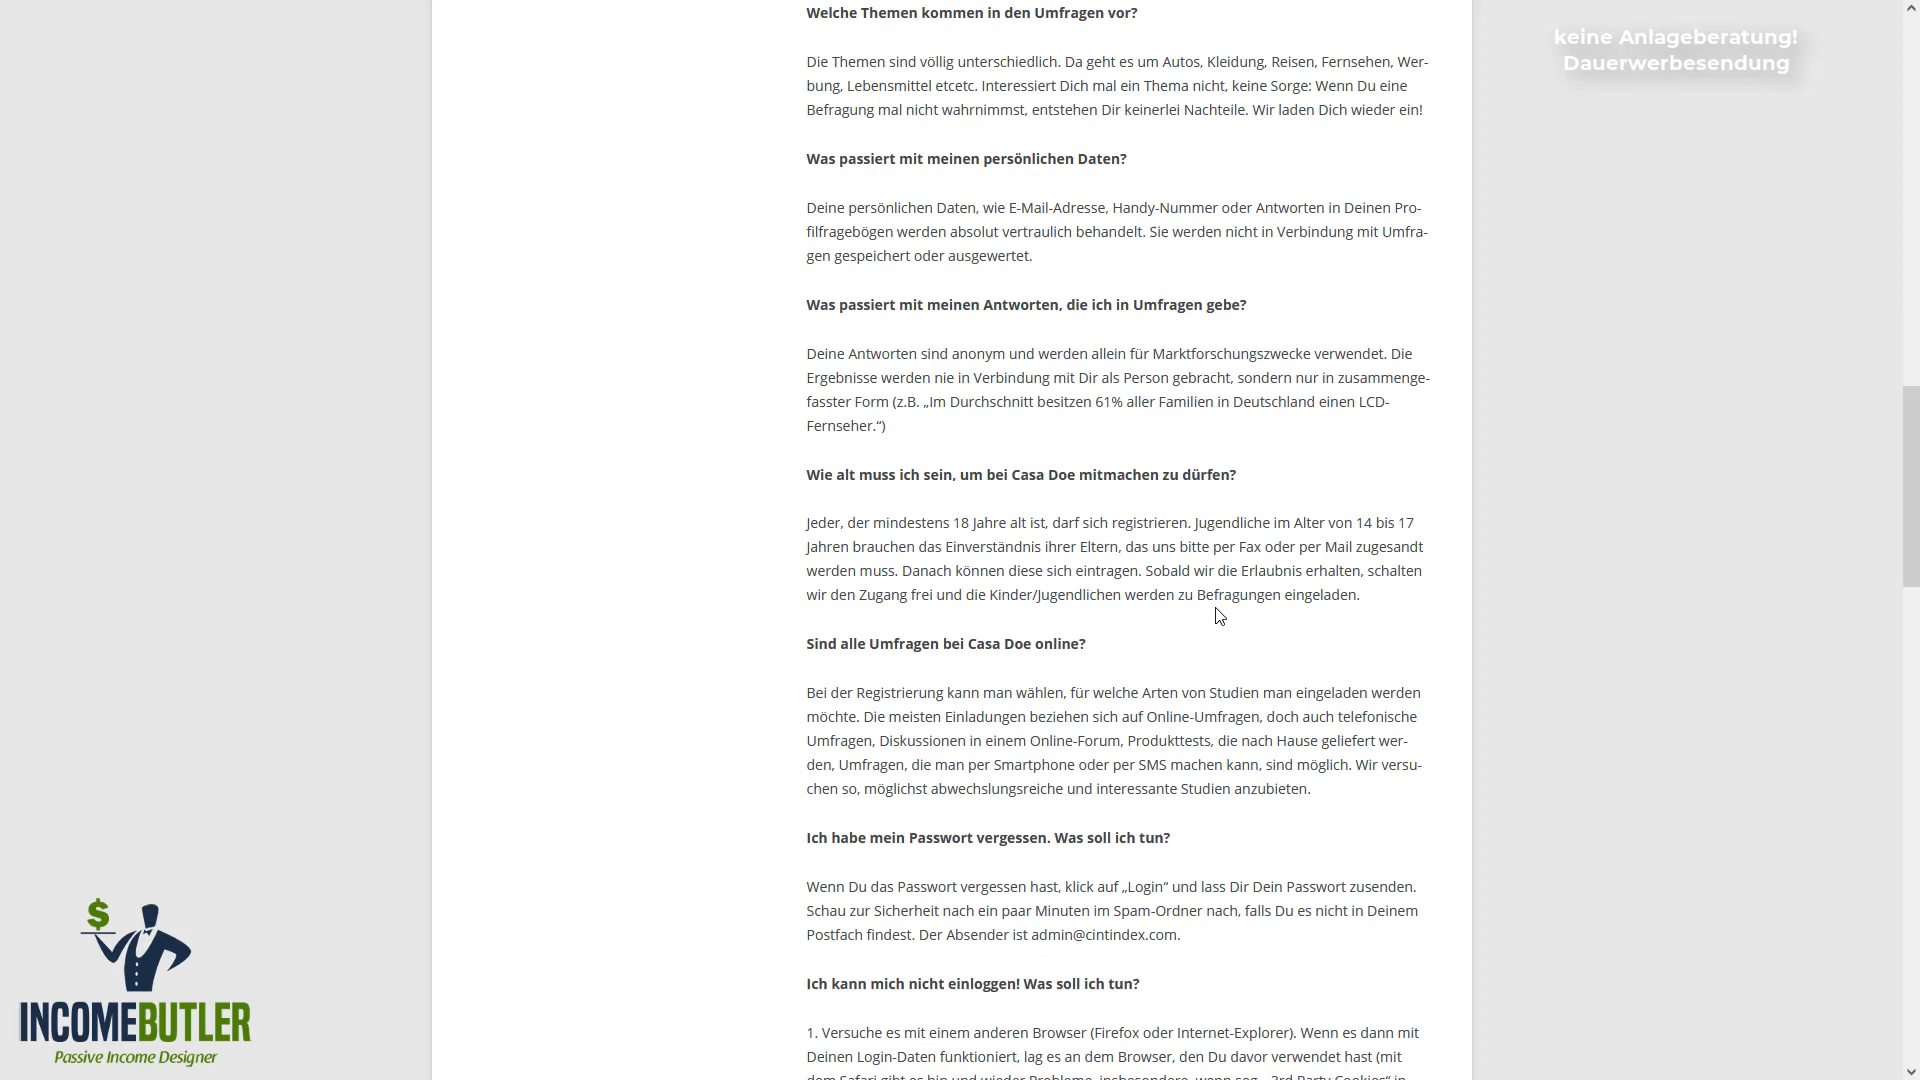 Welche Themen kommen in den Umfragen vor?
keine Anlageberatung!
Dauerwerbesendung
Die Themen sind völlig unterschiedlich. Da geht es um Autos, Kleidung, Reisen, Fernsehen, Wer-
bung, Lebensmittel etcetc. Interessiert Dich mal ein Thema nicht, keine Sorge: Wenn Du eine
Befragung mal nicht wahrnimmst, entstehen Dir keinerlei Nachteile. Wir laden Dich wieder ein!
Was passiert mit meinen persönlichen Daten?
Deine persönlichen Daten, wie E-Mail-Adresse, Handy-Nummer oder Antworten in Deinen Pro-
filfragebögen werden absolut vertraulich behandelt. Sie werden nicht in Verbindung mit Umfra-
gen gespeichert oder ausgewertet.
Was passiert mit meinen Antworten, die ich in Umfragen gebe?
Deine Antworten sind anonym und werden allein für Marktforschungszwecke verwendet. Die
Ergebnisse werden nie in Verbindung mit Dir als Person gebracht, sondern nur in zusammenge-
fasster Form (z.B. „Im Durchschnitt besitzen 61% aller Familien in Deutschland einen LCD-
Fernseher.“)
Wie alt muss ich sein, um bei Casa Doe mitmachen zu dürfen?
Jeder, der mindestens 18 Jahre alt ist, darf sich registrieren. Jugendliche im Alter von 14 bis 17
Jahren brauchen das Einverständnis ihrer Eltern, das uns bitte per Fax oder per Mail zugesandt
werden muss. Danach können diese sich eintragen. Sobald wir die Erlaubnis erhalten, schalten
wir den Zugang frei und die Kinder/Jugendlichen werden zu Befragungen eingeladen.
Sind alle Umfragen bei Casa Doe online?
Bei der Registrierung kann man wählen, für welche Arten von Studien man eingeladen werden
möchte. Die meisten Einladungen beziehen sich auf Online-Umfragen, doch auch telefonische
Umfragen, Diskussionen in einem Online-Forum, Produkttests, die nach Hause geliefert wer-
den, Umfragen, die man per Smartphone oder per SMS machen kann, sind möglich. Wir versu-
chen so, möglichst abwechslungsreiche und interessante Studien anzubieten.
Ich habe mein Passwort vergessen. Was soll ich tun?
Wenn Du das Passwort vergessen hast, klick auf „Login“ und lass Dir Dein Passwort zusenden.
Schau zur Sicherheit nach ein paar Minuten im Spam-Ordner nach, falls Du es nicht in Deinem
Postfach findest. Der Absender ist admin@cintindex.com.
Ich kann mich nicht einloggen! Was soll ich tun?
1. Versuche es mit einem anderen Browser (Firefox oder Internet-Explorer). Wenn es dann mit
Deinen Login-Daten funktioniert, lag es an dem Browser, den Du davor verwendet hast (mit
dem Safari gibt es hin und wieder Probleme, insbesondere, wenn sog. „3rd Party Cookies“ in
$
INCOMEBUTLER
Passive Income Designer